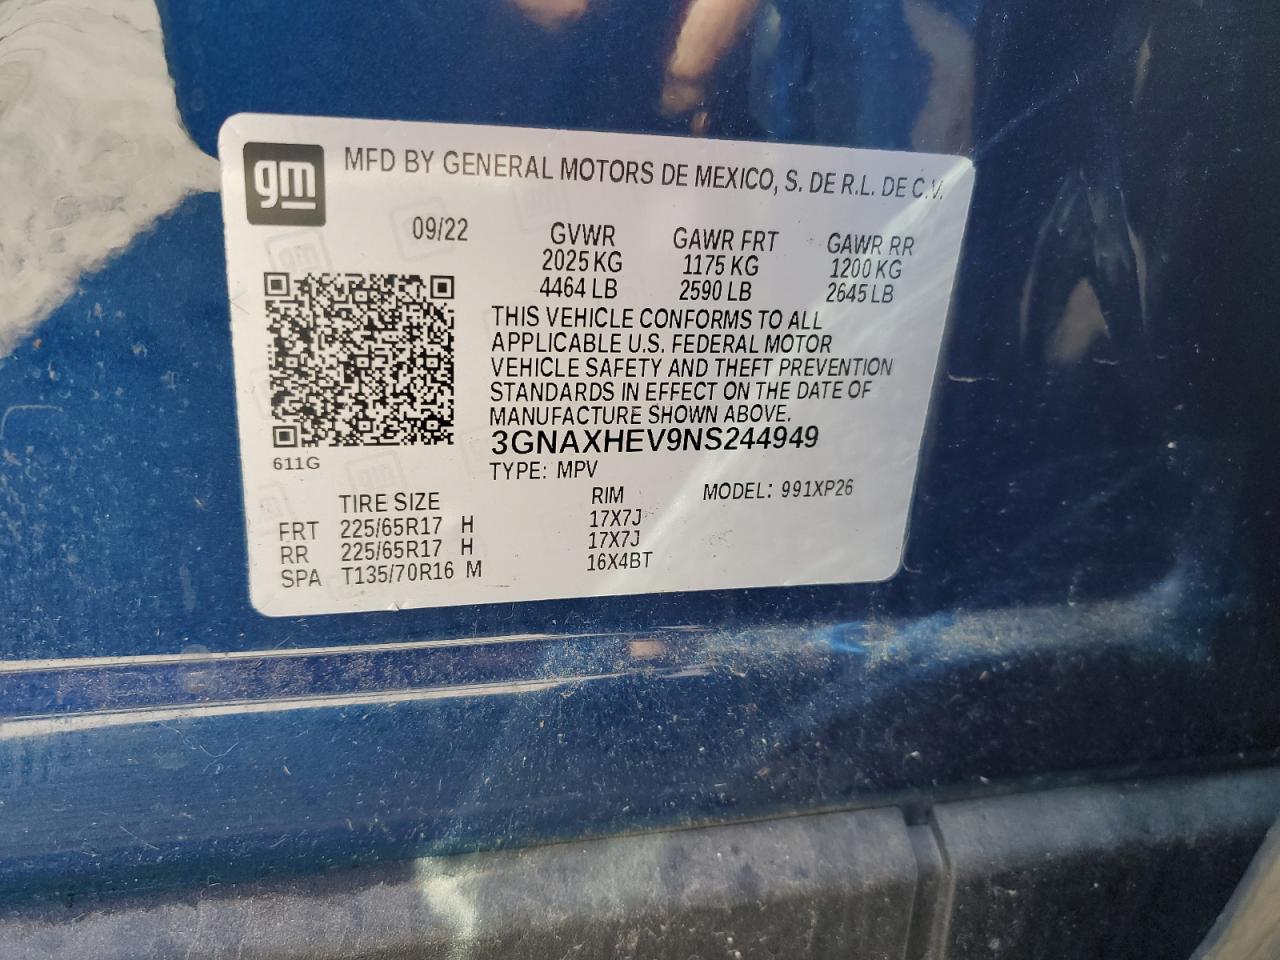 gm
MFD BY GENERAL MOTORS DE MEXICO, S. DE R.L. DE C.V.
09/22
GVWR GAWR FRT GAWR RR
2025 KG 1175 KG 1200 KG
4464 LB 2590 LB 2645 LB
THIS VEHICLE CONFORMS TO ALL
APPLICABLE U.S. FEDERAL MOTOR
VEHICLE SAFETY AND THEFT PREVENTION
STANDARDS IN EFFECT ON THE DATE OF
MANUFACTURE SHOWN ABOVE.
3GNAXHEV9NS244949
611G
TYPE: MPV
MODEL: 991XP26
TIRE SIZE RIM
FRT 225/65R17 H 17X7J
RR 225/65R17 H 17X7J
SPA T135/70R16 M 16X4BT